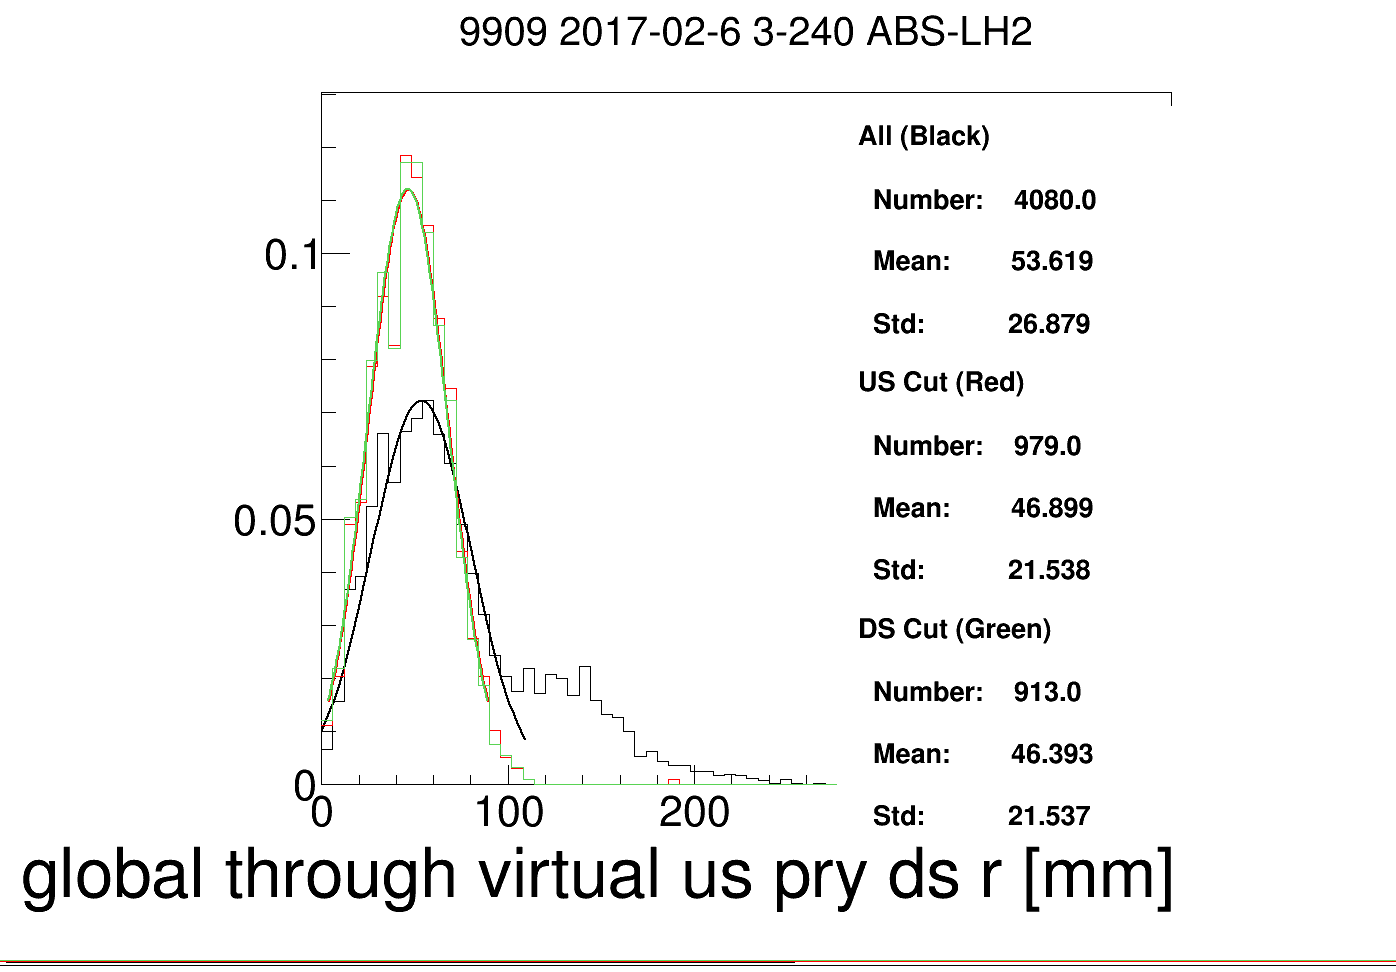 9909 2017-02-6 3-240 ABS-LH2
All (Black)
Number: 4080.0
Mean: 53.619
Std: 26.879
US Cut (Red)
Number: 979.0
Mean: 46.899
Std: 21.538
DS Cut (Green)
Number: 913.0
Mean: 46.393
Std: 21.537
0.1
0.05
0
0 100 200
global through virtual us pry ds r [mm]